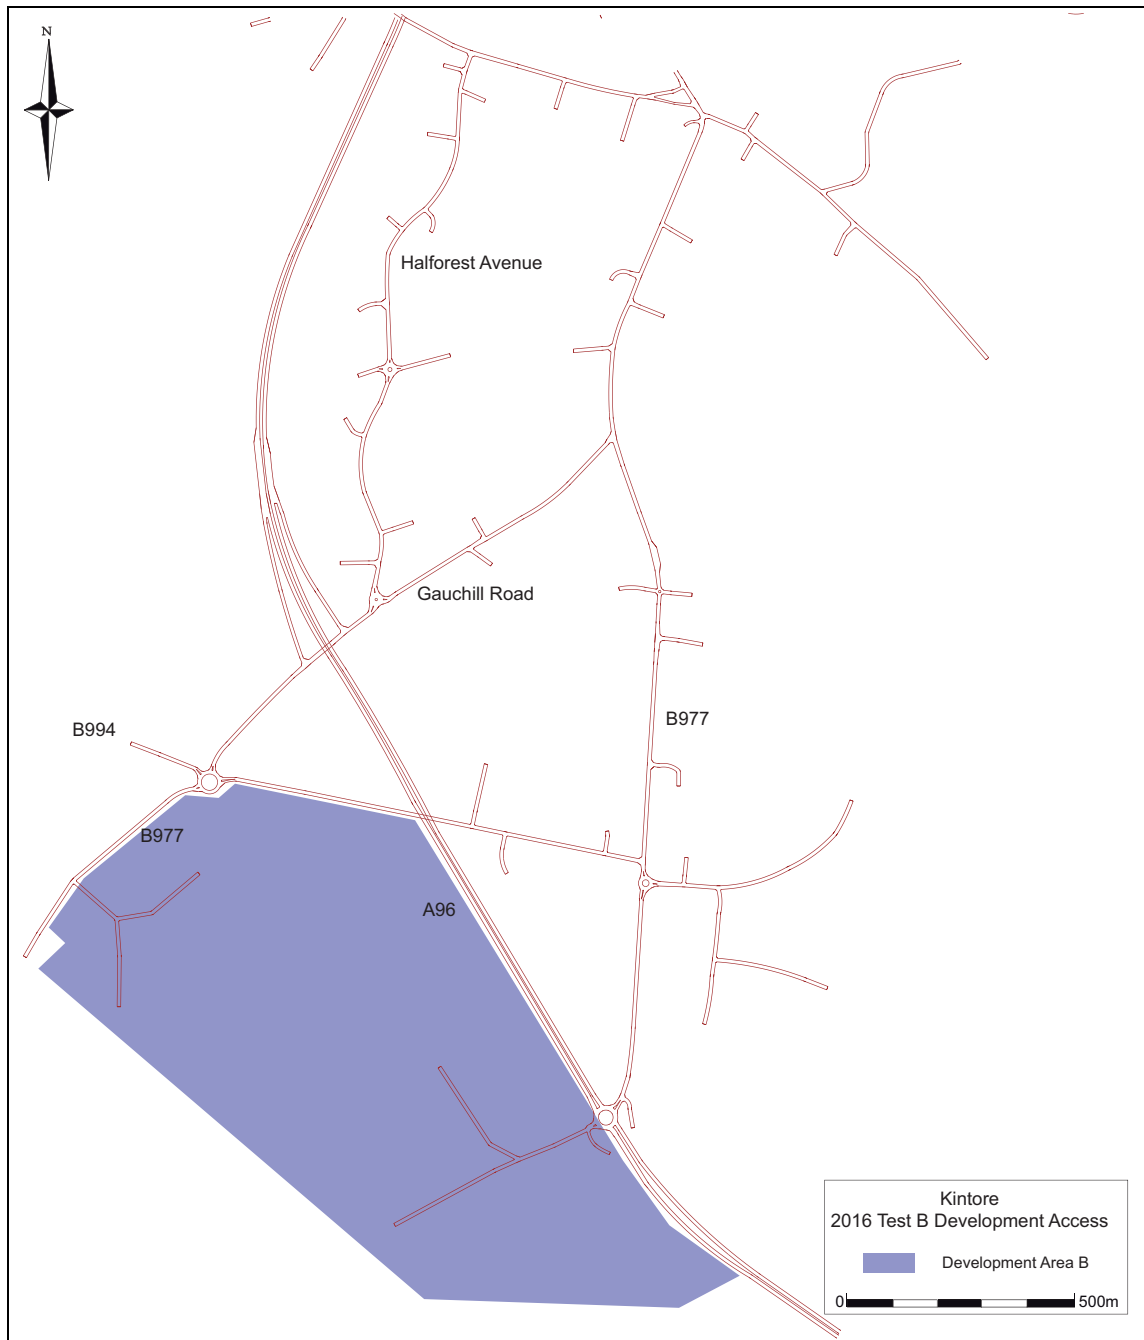 N
Halforest Avenue
Gauchill Road
B977
B994
B977
A96
Kintore
2016 Test B Development Access
Development Area B
0 500m